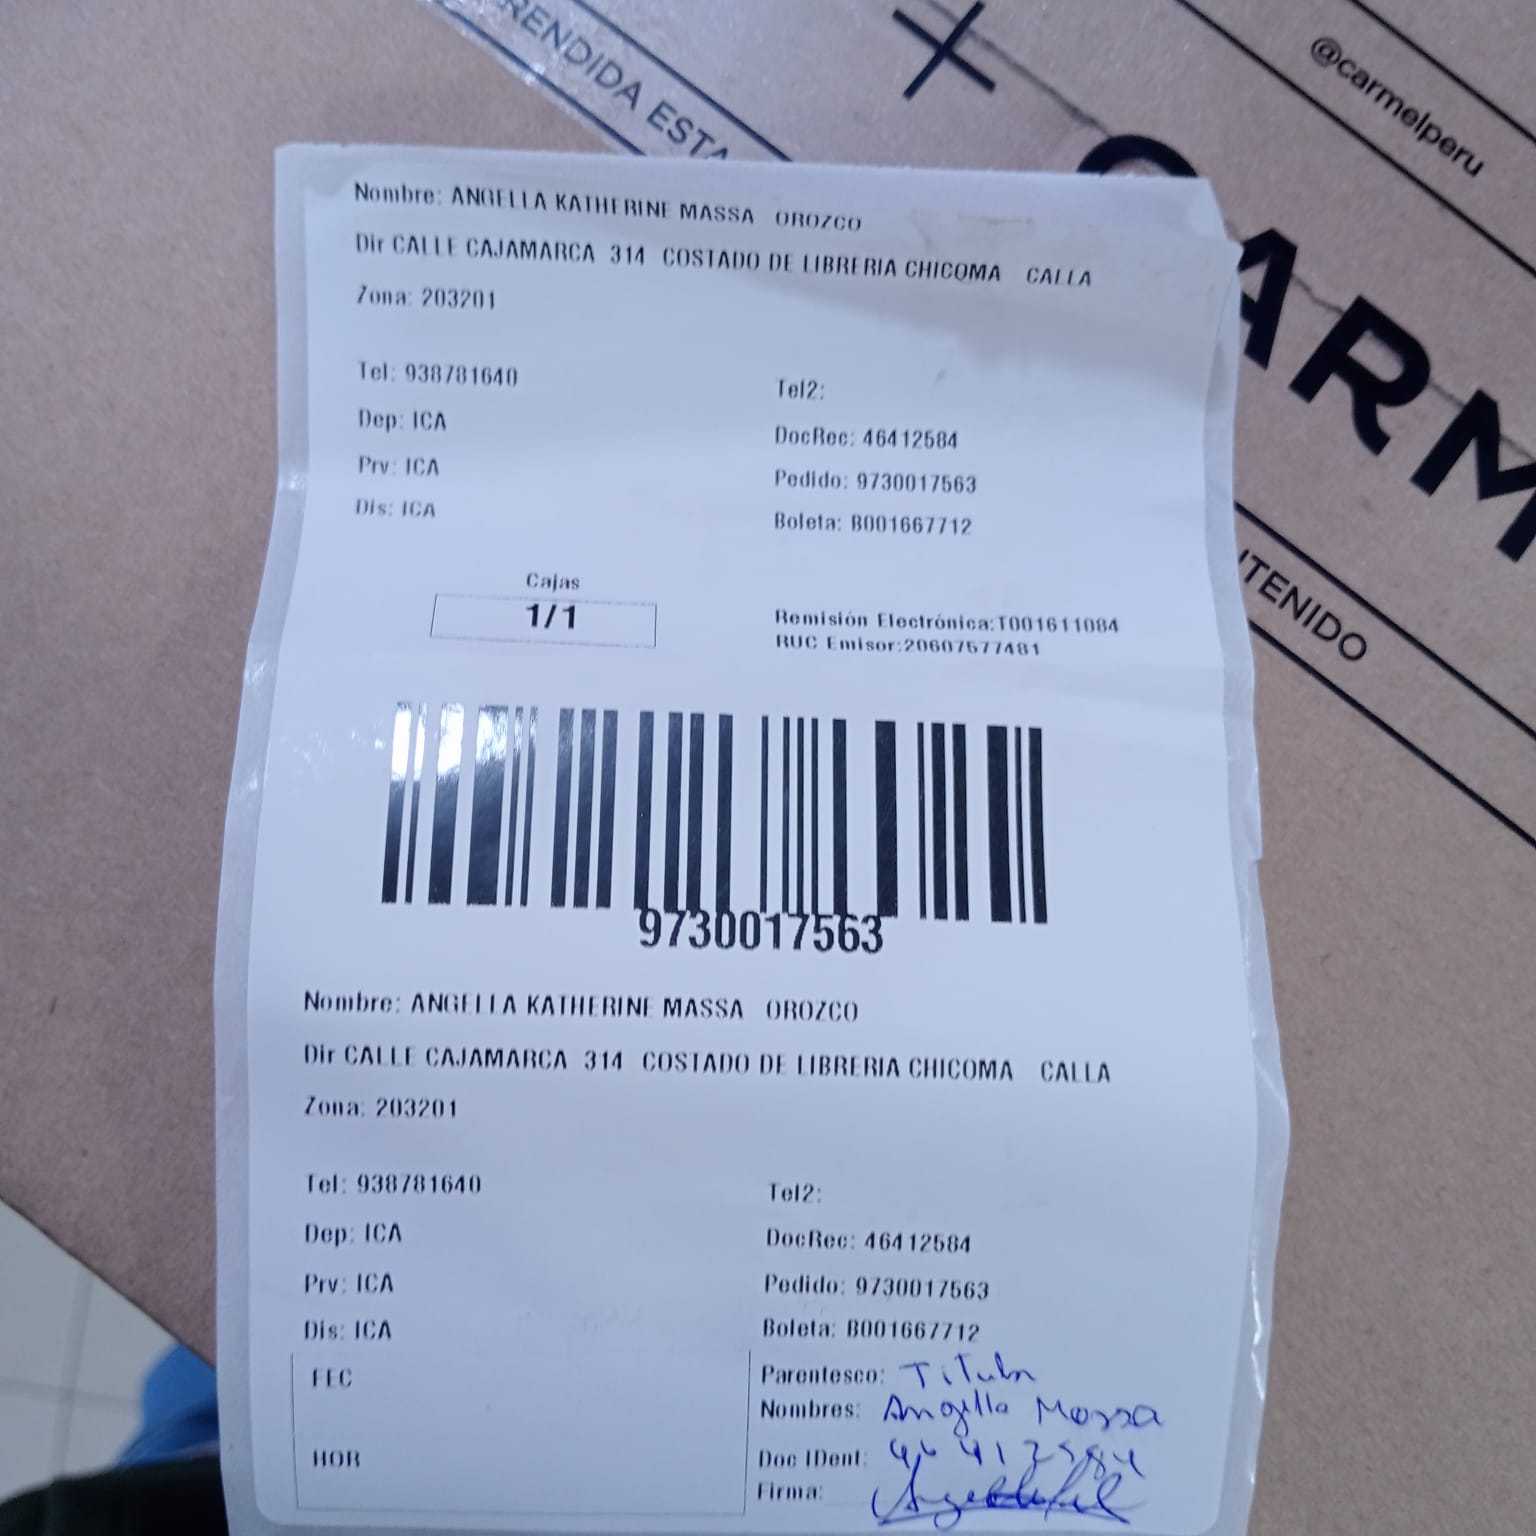 RENDIDA ESTA
@carmelperu
CARM
NTENIDO
Nombre: ANGELLA KATHERINE MASSA OROZCO
Dir CALLE CAJAMARCA 314 COSTADO DE LIBRERIA CHICOMA CALLA
Zona: 203201
Tel: 938781640
Tel2:
Dep: ICA
DocRec: 46412584
Prv: ICA
Pedido: 9730017563
Dis: ICA
Boleta: B001667712
Cajas
1/1
Remisión Electrónica:T001611084
RUC Emisor:20607577481
9730017563
Nombre: ANGELLA KATHERINE MASSA OROZCO
Dir CALLE CAJAMARCA 314 COSTADO DE LIBRERIA CHICOMA CALLA
Zona: 203201
Tel: 938781640
Tel2:
Dep: ICA
DocRec: 46412584
Prv: ICA
Pedido: 9730017563
Dis: ICA
Boleta: B001667712
FEC
Parentesco: Titular
Nombres: Angella Massa
HOR
Doc IDent: 46412584
Firma: